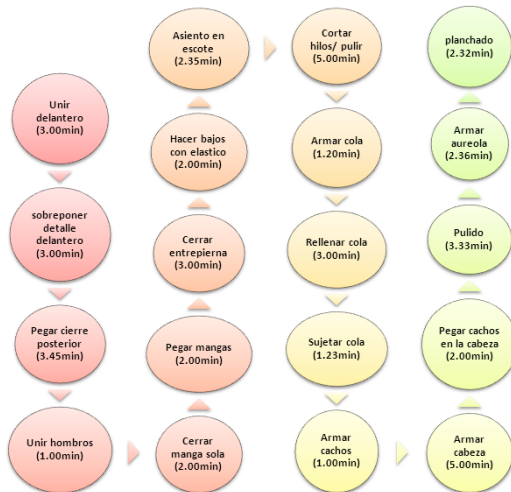 Unir
delantero
(3.00min)
sobreponer
detalle
delantero
(3.00min)
Pegar cierre
posterior
(3.45min)
Unir hombros
(1.00min)
Cerrar
manga sola
(2.00min)
Pegar mangas
(2.00min)
Cerrar
entrepierna
(3.00min)
Hacer bajos
con elastico
(2.00min)
Asiento en
escote
(2.35min)
Cortar
hilos/ pulir
(5.00min)
Armar cola
(1.20min)
Rellenar cola
(3.00min)
Sujetar cola
(1.23min)
Armar
cachos
(1.00min)
Armar
cabeza
(5.00min)
Pegar cachos
en la cabeza
(2.00min)
Pulido
(3.33min)
Armar
aureola
(2.36min)
planchado
(2.32min)